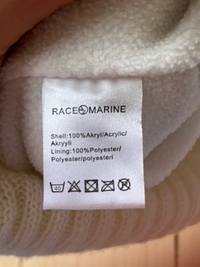 RACE MARINE
Shell:100%Akryl/Acrylic/
Akryyli
Lining:100%Polyester/
Polyester/polyesteri